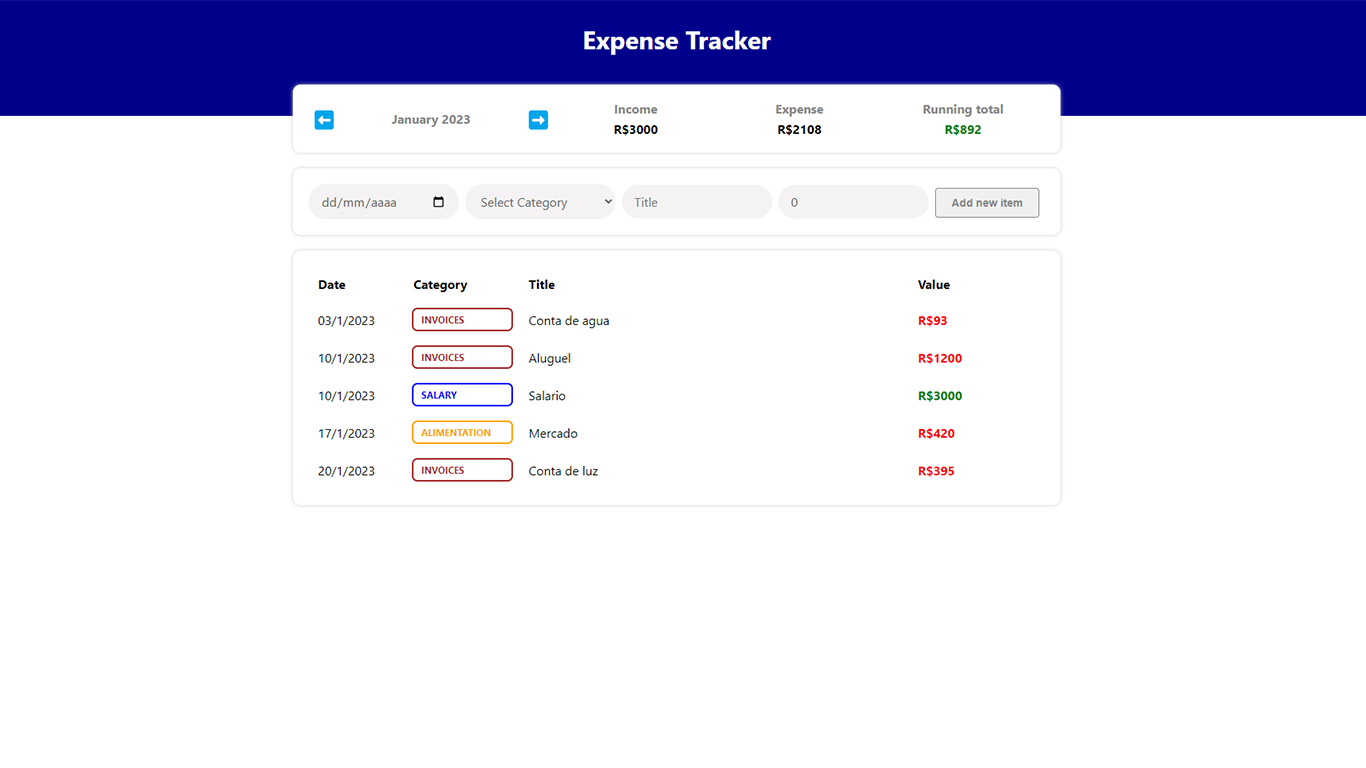 Expense Tracker
January 2023
Income
R$3000
Expense
R$2108
Running total
R$892
dd/mm/aaaa
Select Category
Title
0
Add new item
Date Category Title Value
03/1/2023 INVOICES Conta de agua R$93
10/1/2023 INVOICES Aluguel R$1200
10/1/2023 SALARY Salario R$3000
17/1/2023 ALIMENTATION Mercado R$420
20/1/2023 INVOICES Conta de luz R$395